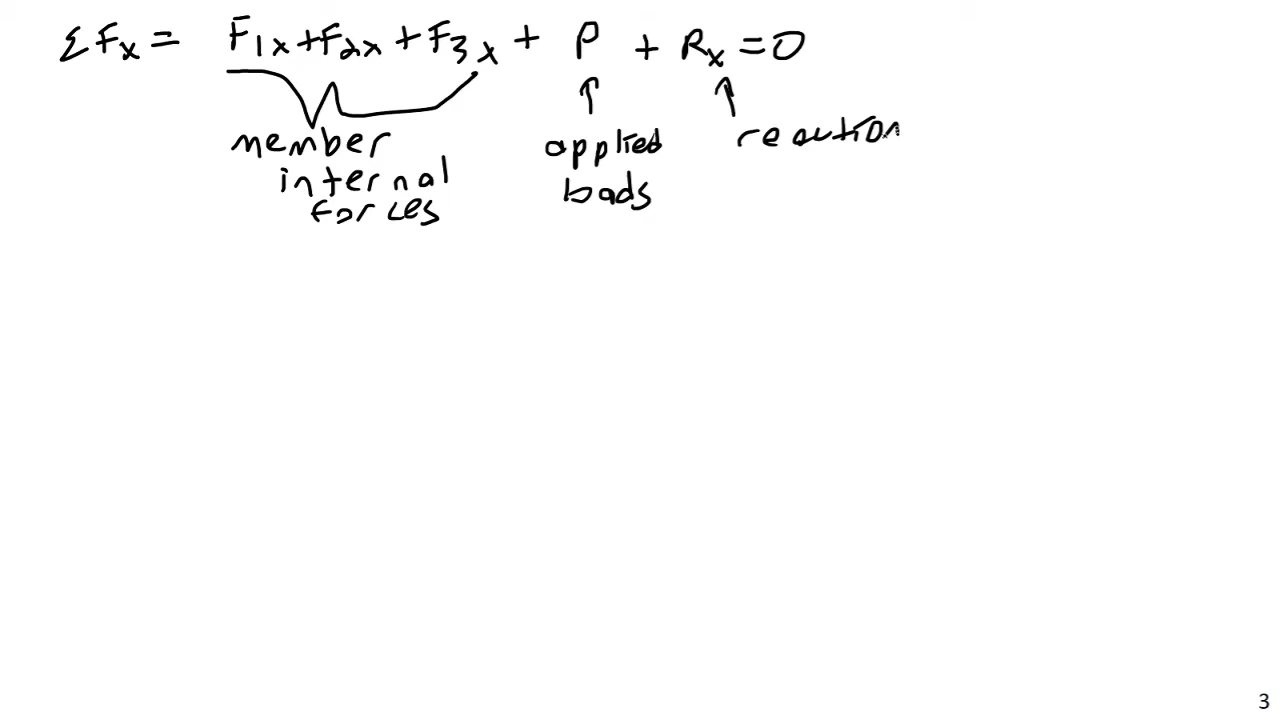 ΣFx = F1x + F2x + F3x + P + Rx = 0
member applied reaction
internal loads
forces
3